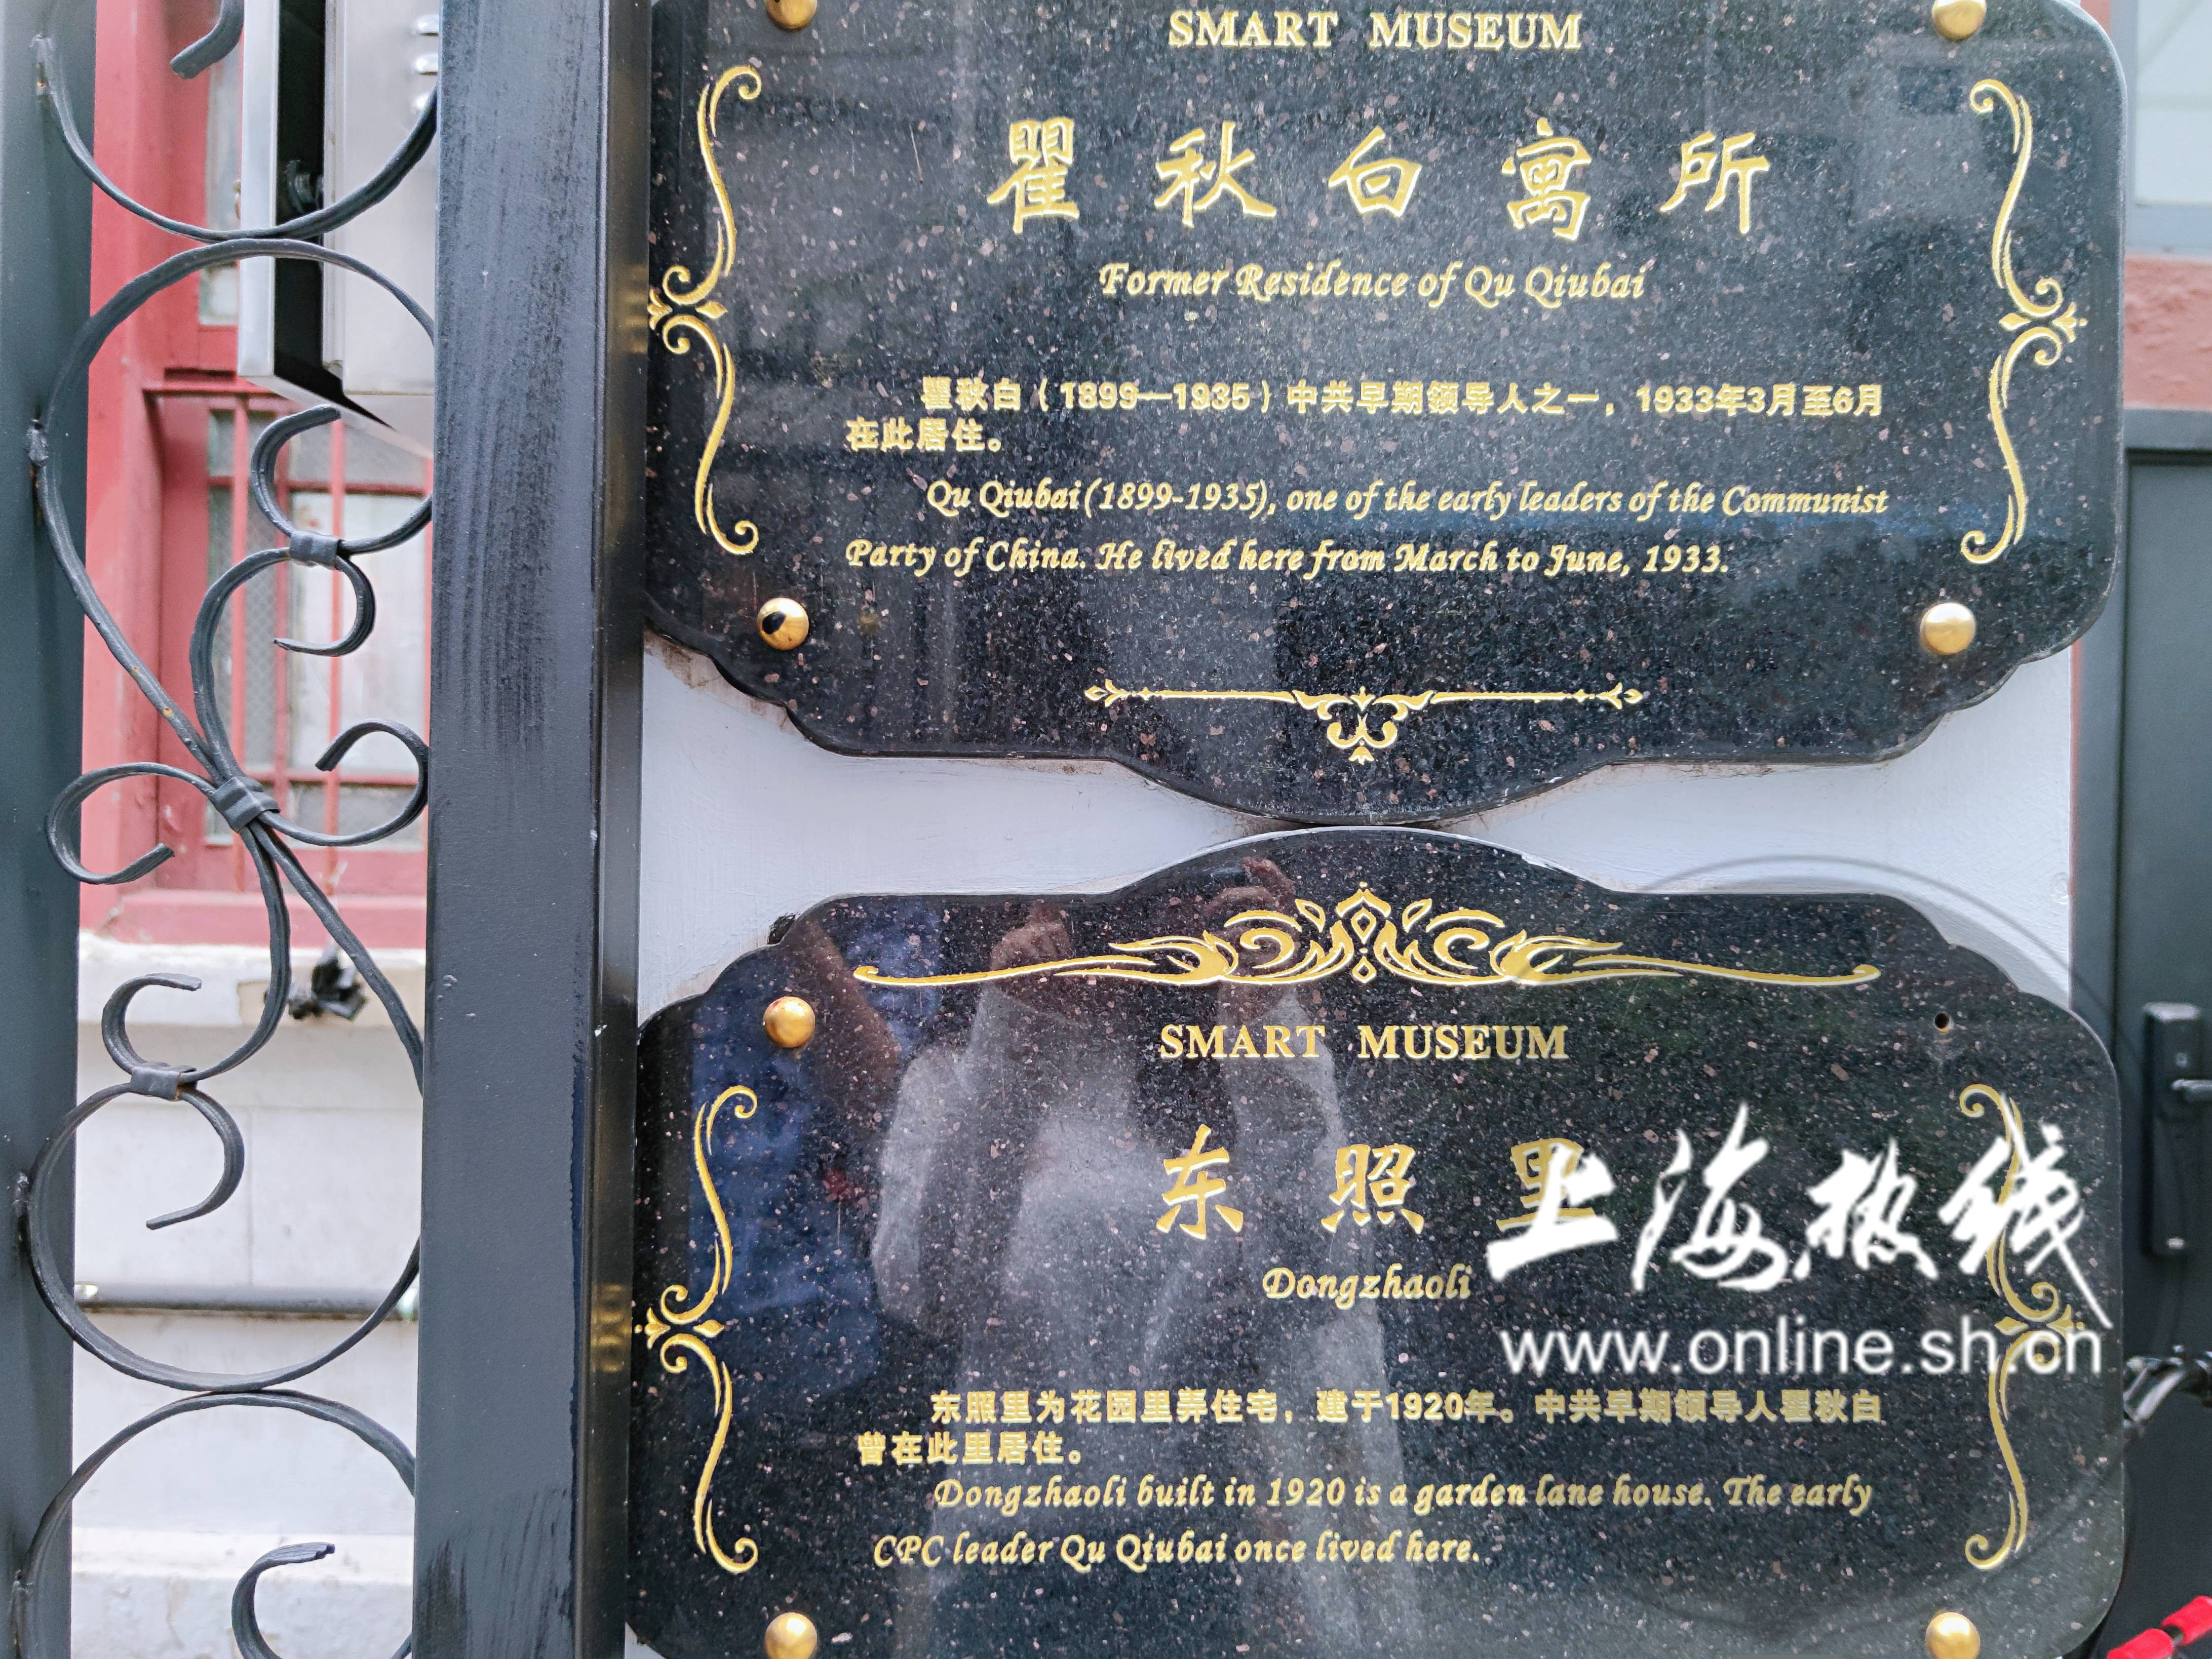 SMART MUSEUM
瞿秋白寓所
Former Residence of Qu Qiubai
瞿秋白（1899—1935）中共早期领导人之一，1933年3月至6月
在此居住。
Qu Qiubai (1899-1935), one of the early leaders of the Communist
Party of China. He lived here from March to June, 1933.
SMART MUSEUM
东照里
Dongzhaoli
上海热线
www.online.sh.cn
东照里为花园里弄住宅，建于1920年。中共早期领导人瞿秋白
曾在此里居住。
Dongzhaoli built in 1920 is a garden lane house. The early
CPC leader Qu Qiubai once lived here.